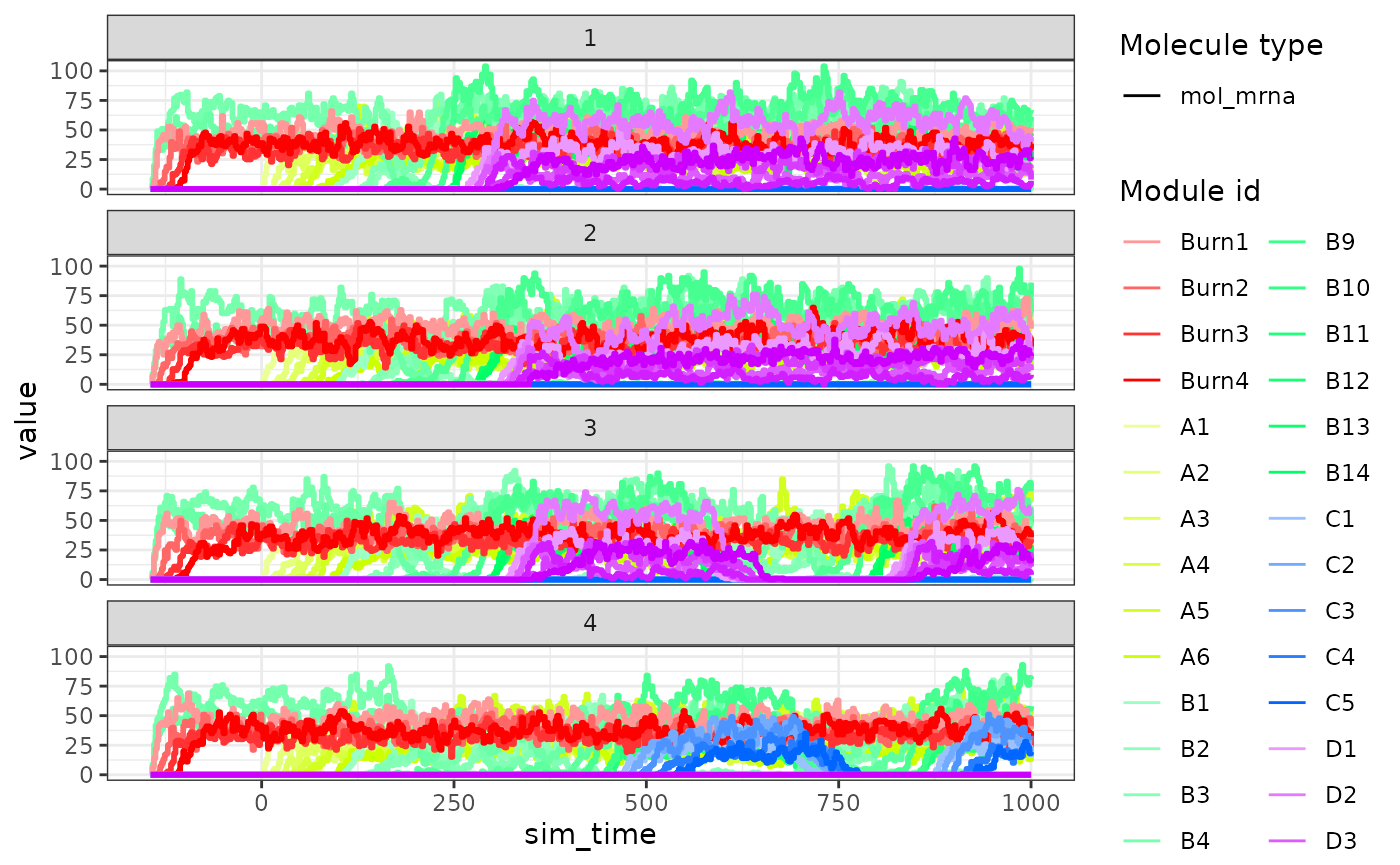 1
100
75
50
25
0
2
100
75
50
25
0
3
100
75
50
25
0
4
100
75
50
25
0
0 250 500 750 1000
sim_time
value
Molecule type
mol_mrna
Module id
Burn1 B9
Burn2 B10
Burn3 B11
Burn4 B12
A1 B13
A2 B14
A3 C1
A4 C2
A5 C3
A6 C4
B1 C5
B2 D1
B3 D2
B4 D3